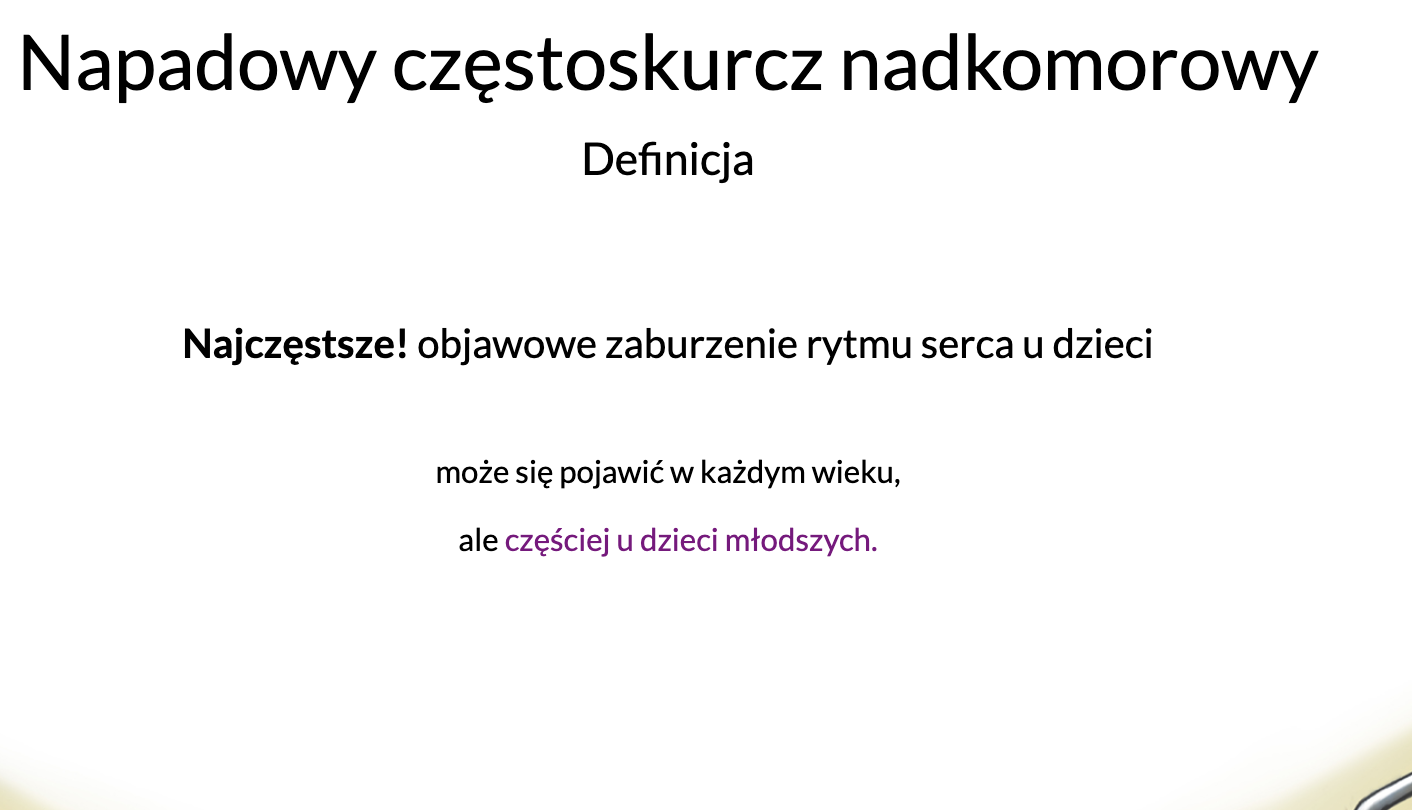 Napadowy częstoskurcz nadkomorowy
Definicja
Najczęstsze! objawowe zaburzenie rytmu serca u dzieci
może się pojawić w każdym wieku,
ale częściej u dzieci młodszych.